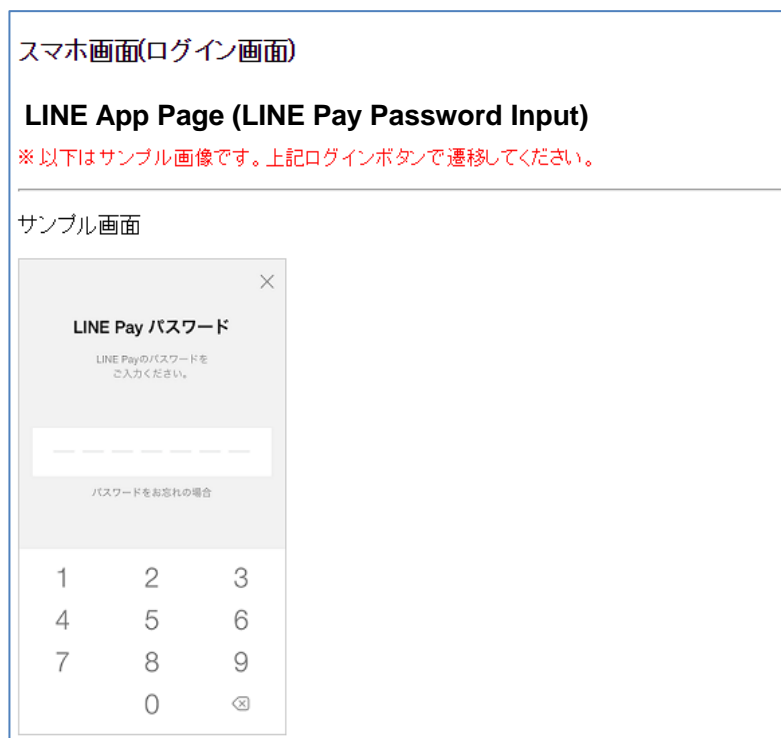 スマホ画面(ログイン画面)
LINE App Page (LINE Pay Password Input)
※以下はサンプル画像です。上記ログインボタンで遷移してください。
サンプル画面
LINE Pay パスワード
LINE Payのパスワードを
ご入力ください。
パスワードをお忘れの場合
1 2 3
4 5 6
7 8 9
0